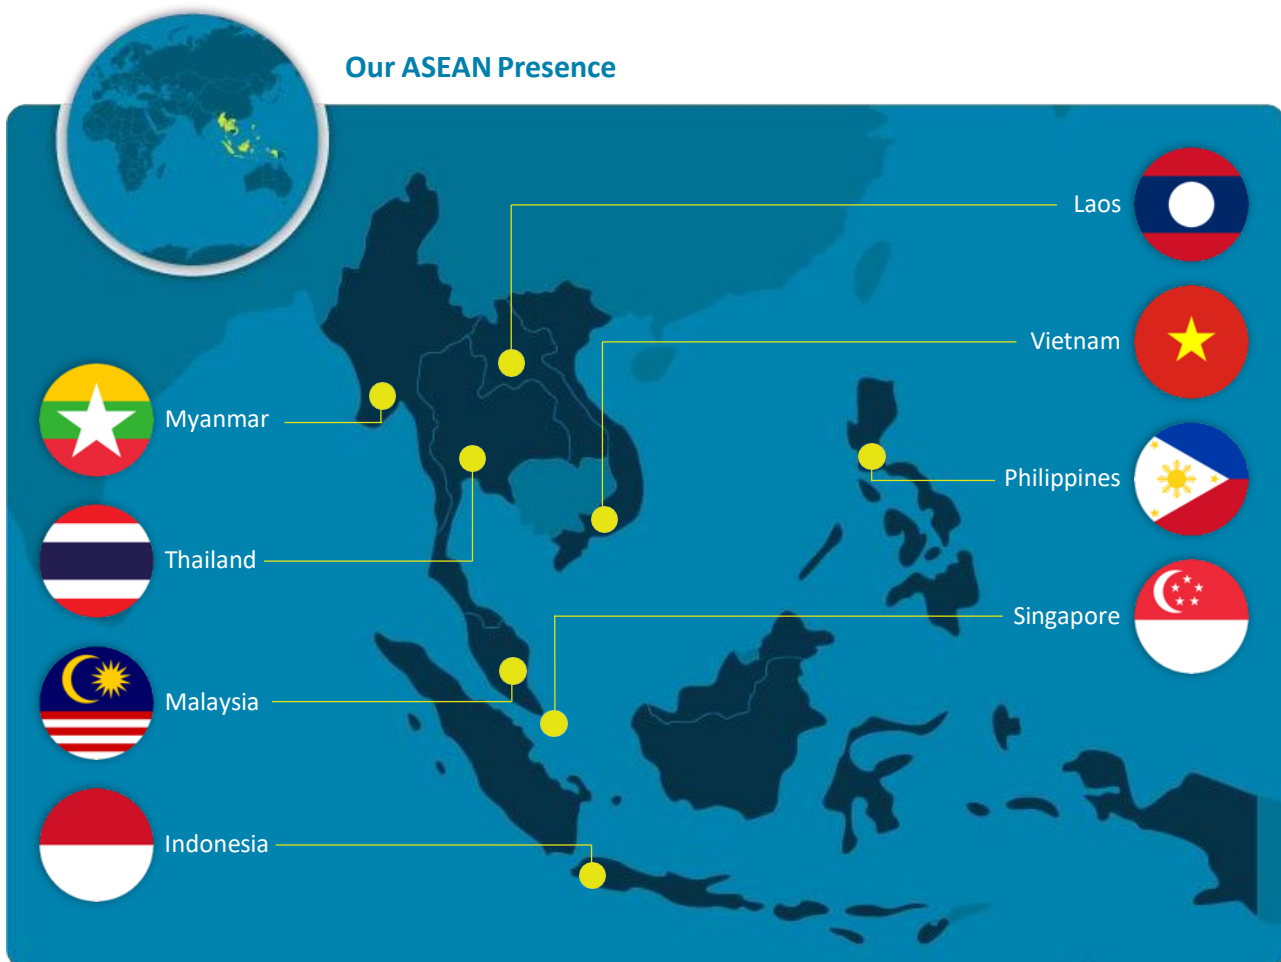 Our ASEAN Presence
Laos
Vietnam
Myanmar
Philippines
Thailand
Singapore
Malaysia
Indonesia